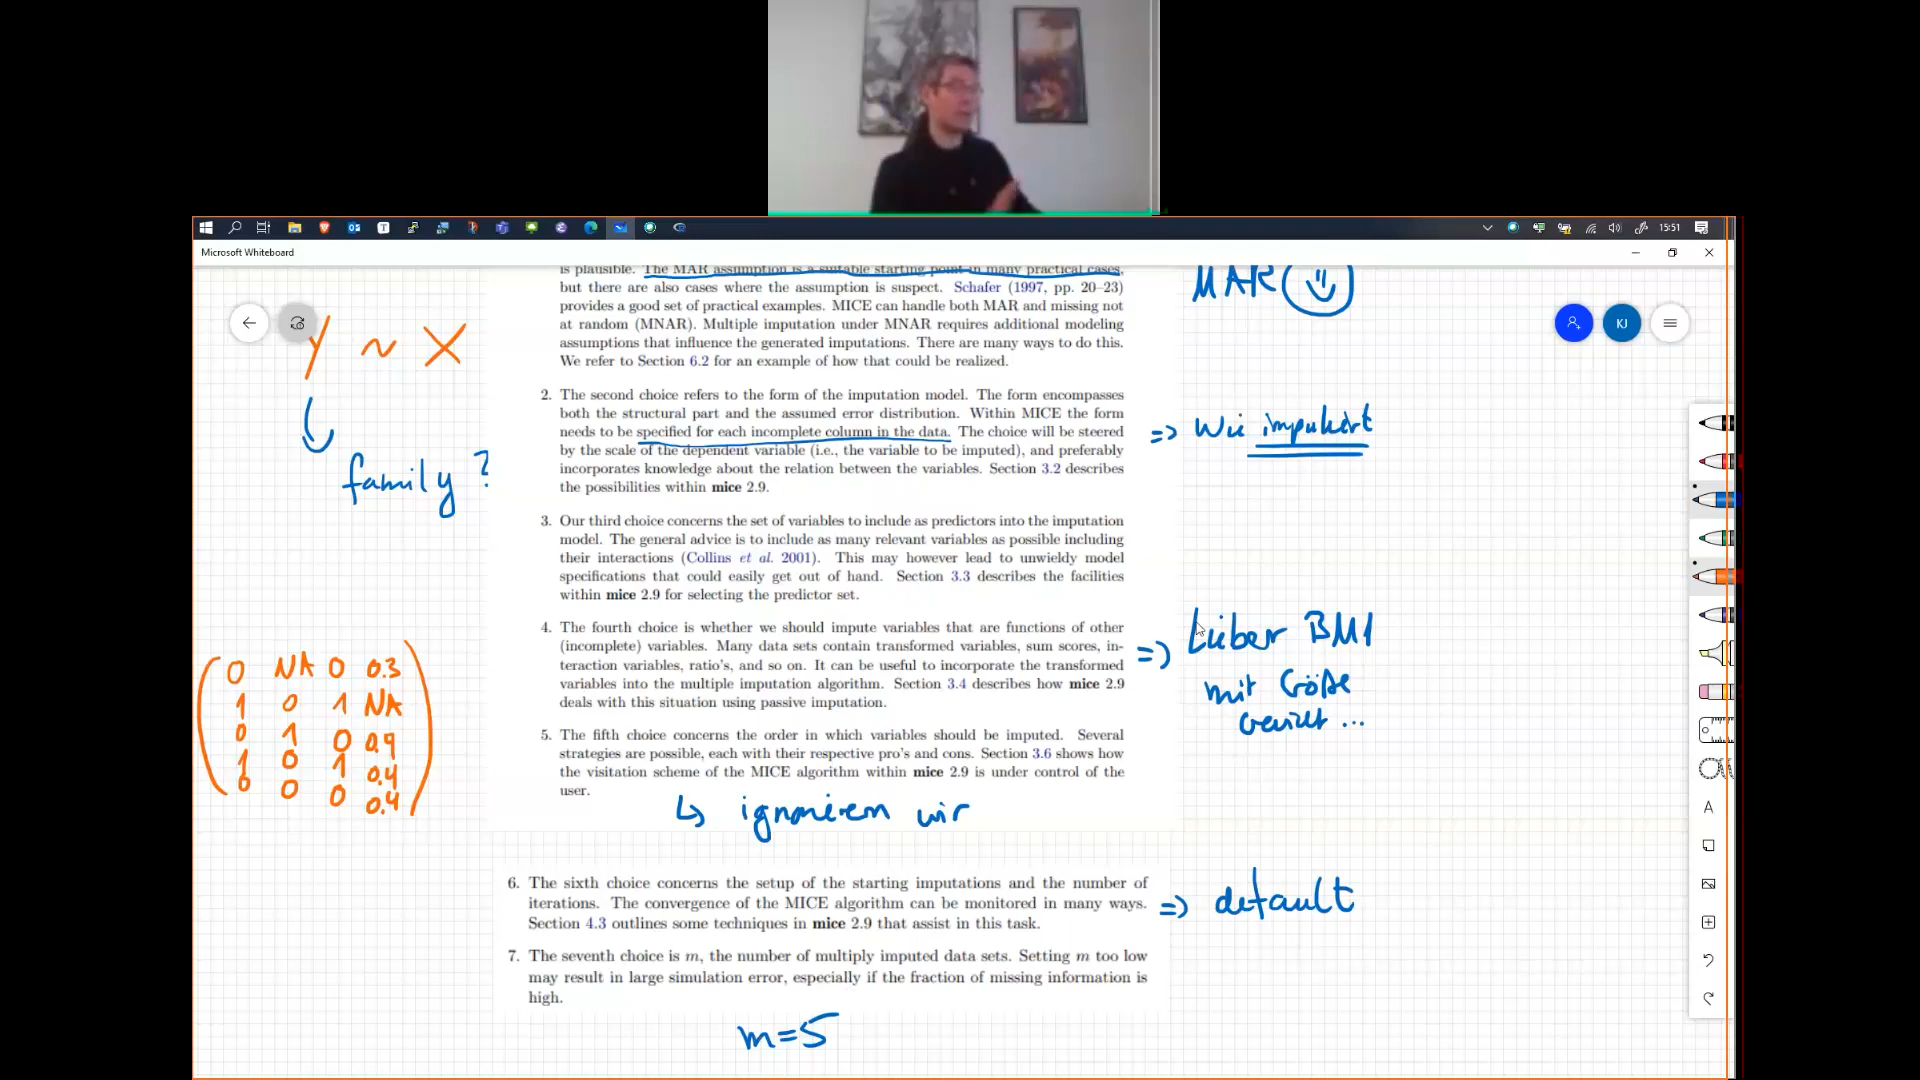 15:51
Microsoft Whiteboard
is plausible. The MAR assumption is a suitable starting point in many practical cases,
but there are also cases where the assumption is suspect. Schafer (1997, pp. 20–23)
provides a good set of practical examples. MICE can handle both MAR and missing not
at random (MNAR). Multiple imputation under MNAR requires additional modeling
assumptions that influence the generated imputations. There are many ways to do this.
We refer to Section 6.2 for an example of how that could be realized.
MAR
KJ
Y ~ X
family ?
2. The second choice refers to the form of the imputation model. The form encompasses
both the structural part and the assumed error distribution. Within MICE the form
needs to be specified for each incomplete column in the data. The choice will be steered
by the scale of the dependent variable (i.e., the variable to be imputed), and preferably
incorporates knowledge about the relation between the variables. Section 3.2 describes
the possibilities within mice 2.9.
=> Wie imputiert
3. Our third choice concerns the set of variables to include as predictors into the imputation
model. The general advice is to include as many relevant variables as possible including
their interactions (Collins et al. 2001). This may however lead to unwieldy model
specifications that could easily get out of hand. Section 3.3 describes the facilities
within mice 2.9 for selecting the predictor set.
4. The fourth choice is whether we should impute variables that are functions of other
(incomplete) variables. Many data sets contain transformed variables, sum scores, in-
teraction variables, ratio's, and so on. It can be useful to incorporate the transformed
variables into the multiple imputation algorithm. Section 3.4 describes how mice 2.9
deals with this situation using passive imputation.
=> Lieber BMI
mit Größe
Gewicht ...
0 NA 0 0.3
1 0 1 NA
0 1 0 0.9
1 0 1 0.4
0 0 0 0.4
5. The fifth choice concerns the order in which variables should be imputed. Several
strategies are possible, each with their respective pro's and cons. Section 3.6 shows how
the visitation scheme of the MICE algorithm within mice 2.9 is under control of the
user.
↳ ignorieren wir
6. The sixth choice concerns the setup of the starting imputations and the number of
iterations. The convergence of the MICE algorithm can be monitored in many ways.
Section 4.3 outlines some techniques in mice 2.9 that assist in this task.
=> default
7. The seventh choice is m, the number of multiply imputed data sets. Setting m too low
may result in large simulation error, especially if the fraction of missing information is
high.
m=5
A